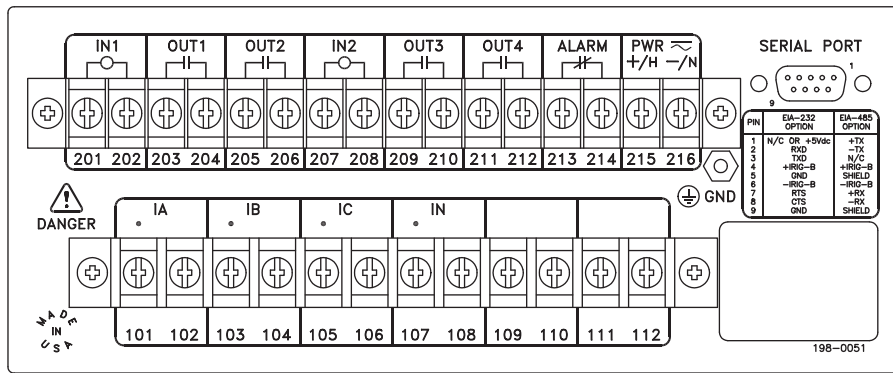 IN1 OUT1 OUT2 IN2 OUT3 OUT4 ALARM PWR
+/H −/N
201 202 203 204 205 206 207 208 209 210 211 212 213 214 215 216
GND
DANGER
IA IB IC IN
101 102 103 104 105 106 107 108 109 110 111 112
MADE
IN
USA
SERIAL PORT
1
9
PIN EIA-232 OPTION EIA-485 OPTION
1 N/C OR +5Vdc +TX
2 RXD −TX
3 TXD N/C
4 +IRIG-B +IRIG-B
5 GND SHIELD
6 −IRIG-B −IRIG-B
7 RTS +RX
8 CTS −RX
9 GND SHIELD
198-0051